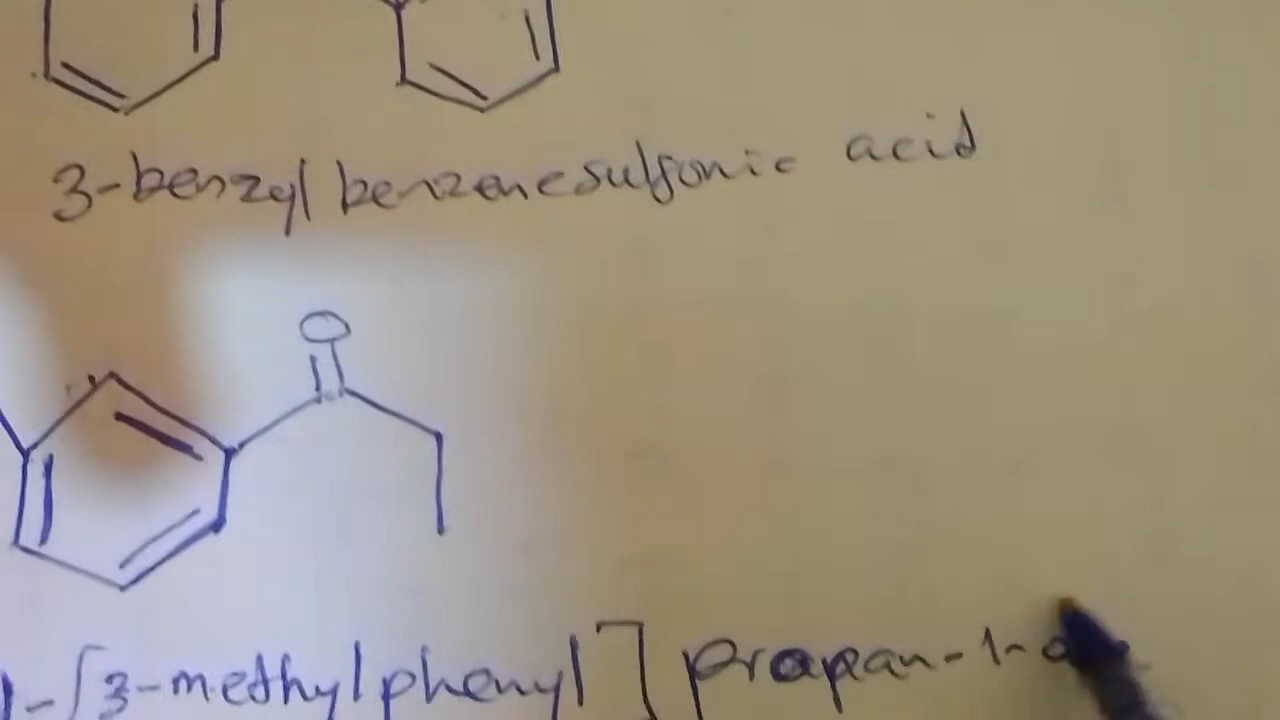 3-benzyl benzenesulfonic acid
O
1-[3-methylphenyl] propan-1-o